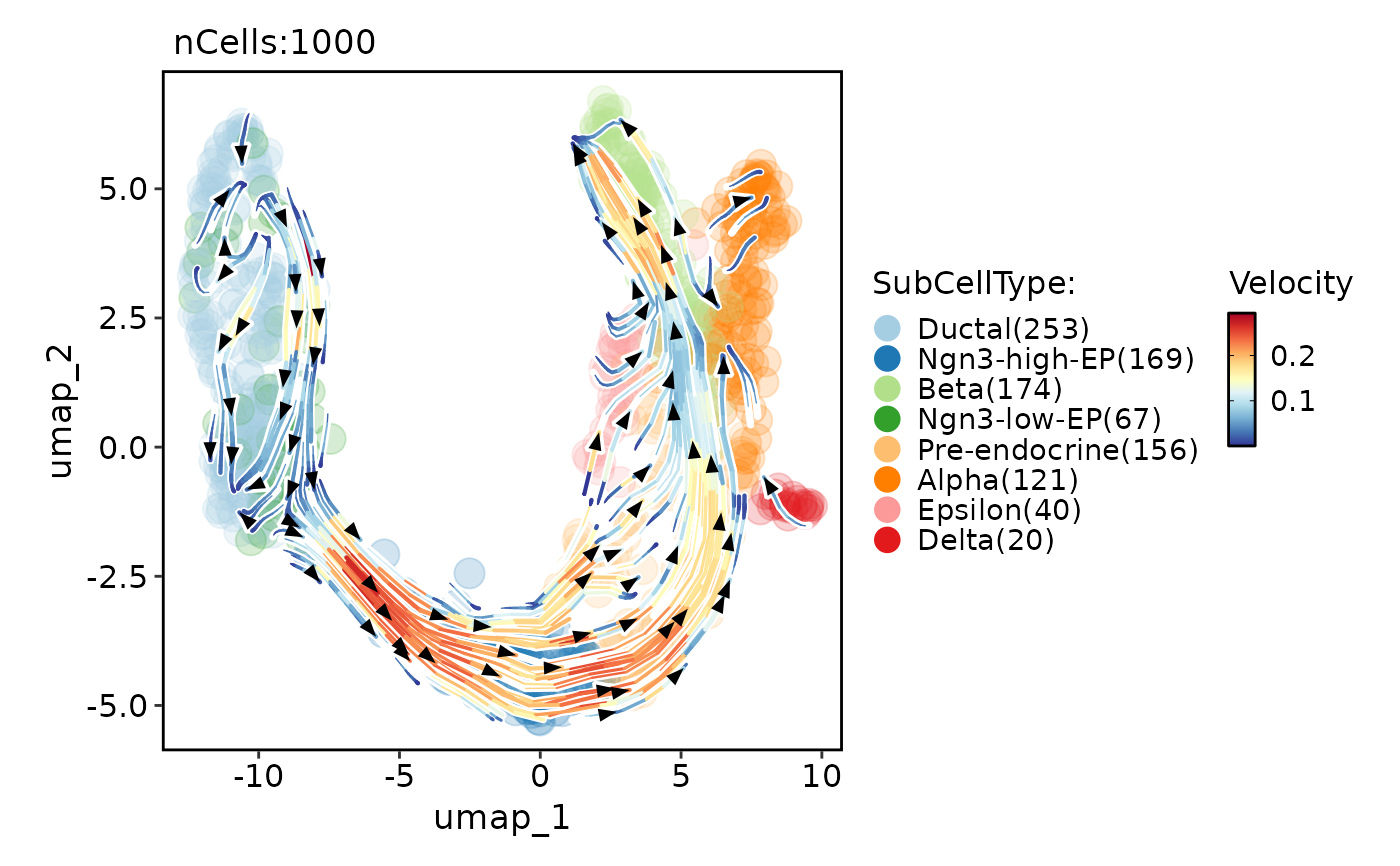 nCells:1000
umap_2
5.0
2.5
0.0
-2.5
-5.0
-10
-5
0
5
10
umap_1
SubCellType:
Ductal(253)
Ngn3-high-EP(169)
Beta(174)
Ngn3-low-EP(67)
Pre-endocrine(156)
Alpha(121)
Epsilon(40)
Delta(20)
Velocity
0.2
0.1